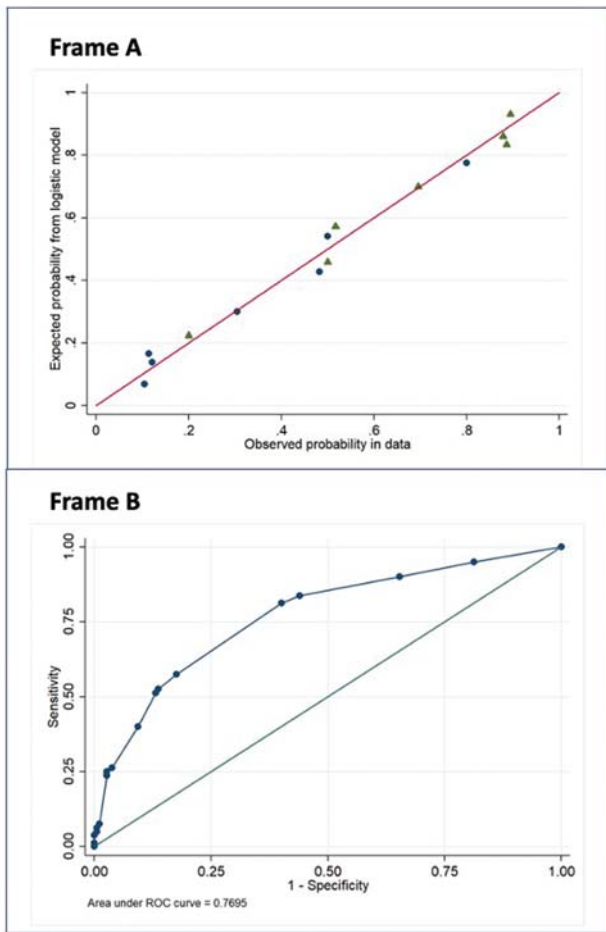 Frame A
Expected probability from logistic model
1
.8
.6
.4
.2
0
0 .2 .4 .6 .8 1
Observed probability in data
Frame B
Sensitivity
1.00
0.75
0.50
0.25
0.00
0.00 0.25 0.50 0.75 1.00
1 - Specificity
Area under ROC curve = 0.7695